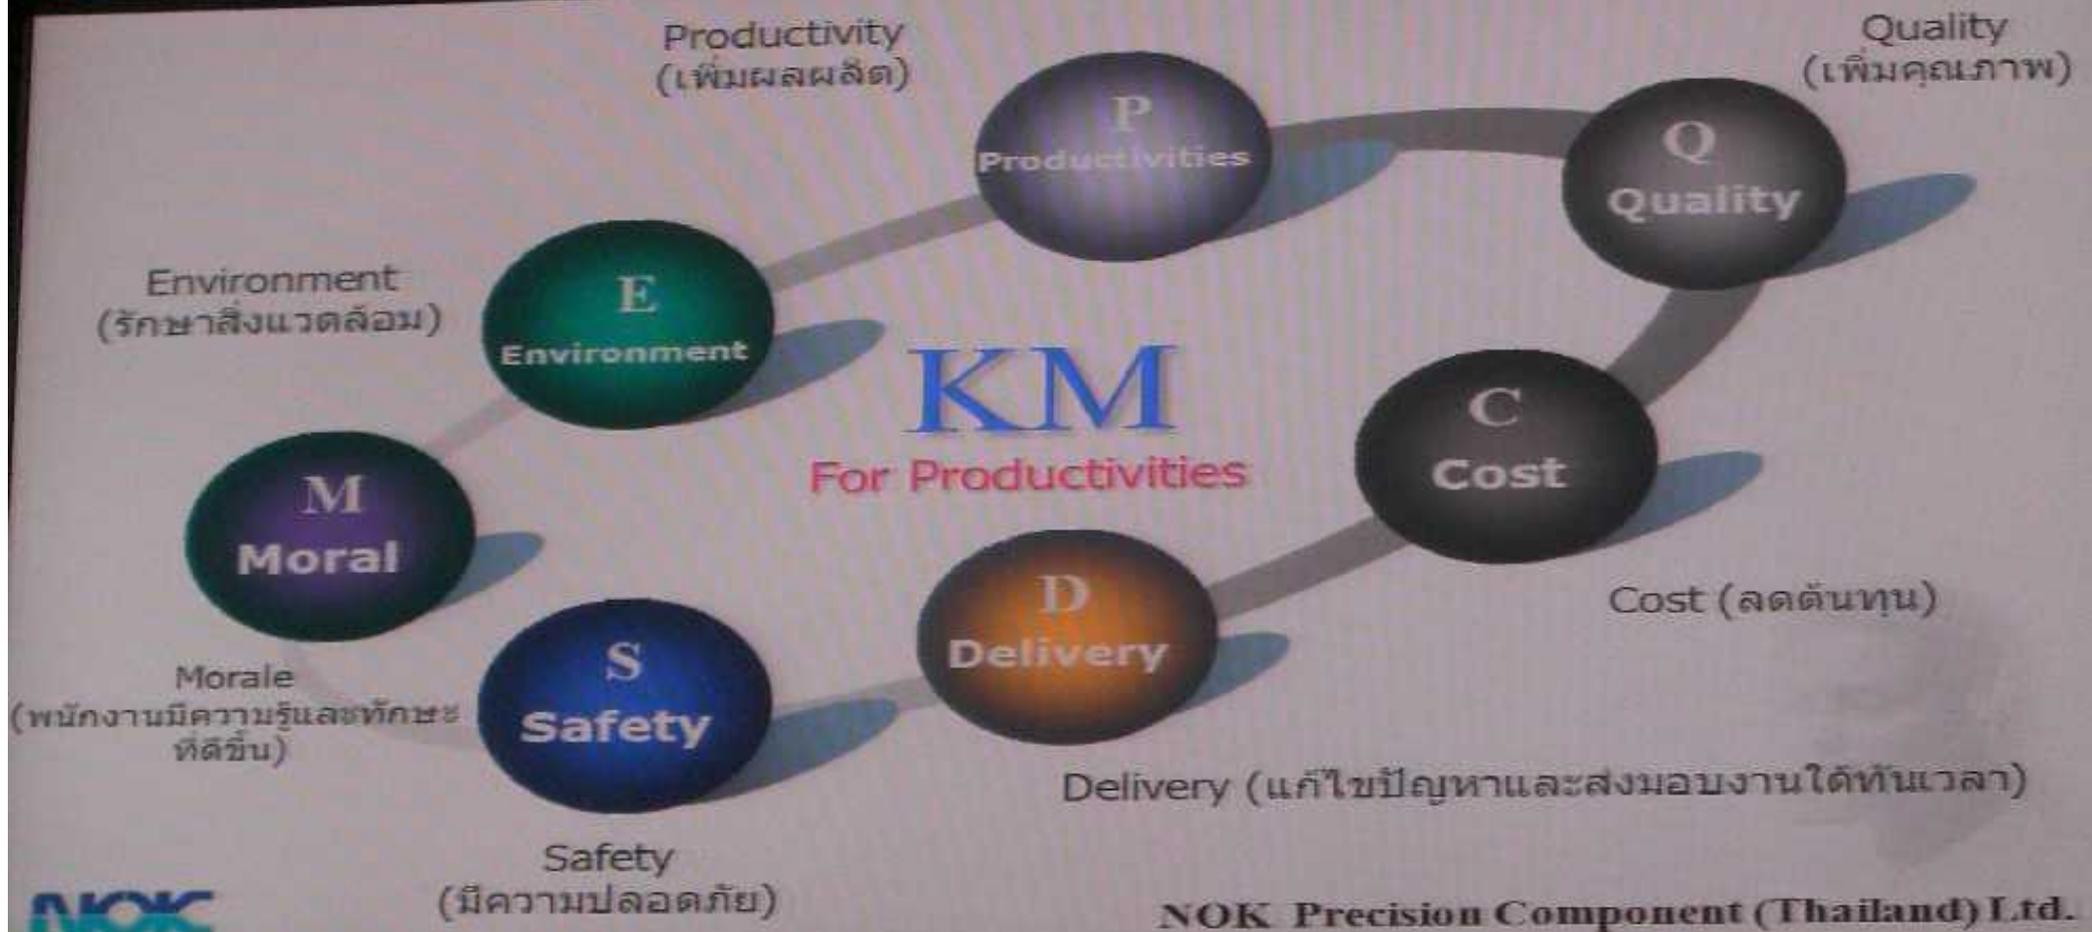 Productivity
(เพิ่มผลผลิต)
Quality
(เพิ่มคุณภาพ)
P
Productivities
Q
Quality
Environment
(รักษาสิ่งแวดล้อม)
E
Environment
KM
For Productivities
C
Cost
M
Moral
D
Delivery
Cost (ลดต้นทุน)
S
Safety
Morale
(พนักงานมีความรู้และทักษะ
ที่ดีขึ้น)
Delivery (แก้ไขปัญหาและส่งมอบงานได้ทันเวลา)
Safety
(มีความปลอดภัย)
NOK
NOK Precision Component (Thailand) Ltd.